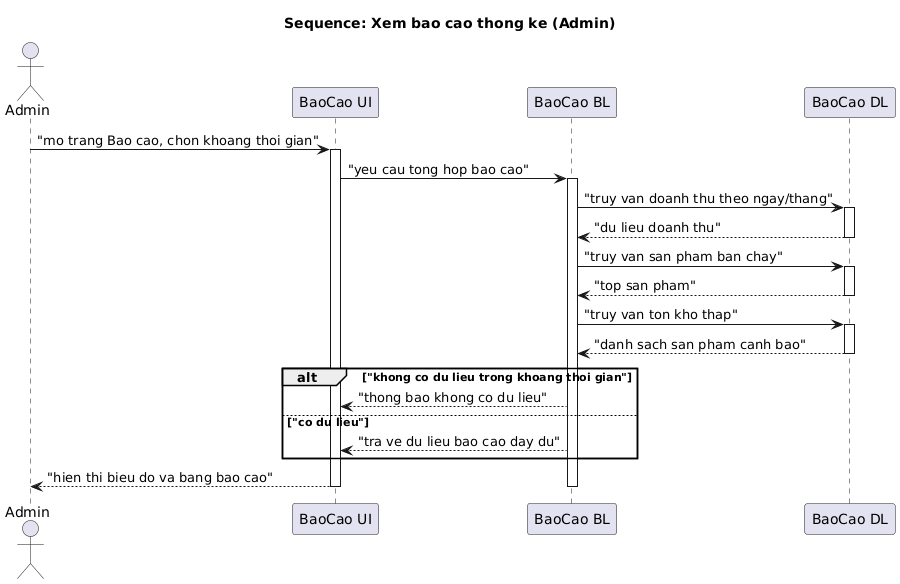 Sequence: Xem bao cao thong ke (Admin)
Admin
BaoCao UI
BaoCao BL
BaoCao DL
"mo trang Bao cao, chon khoang thoi gian"
"yeu cau tong hop bao cao"
"truy van doanh thu theo ngay/thang"
"du lieu doanh thu"
"truy van san pham ban chay"
"top san pham"
"truy van ton kho thap"
"danh sach san pham canh bao"
alt ["khong co du lieu trong khoang thoi gian"]
"thong bao khong co du lieu"
["co du lieu"]
"tra ve du lieu bao cao day du"
"hien thi bieu do va bang bao cao"
Admin
BaoCao UI
BaoCao BL
BaoCao DL